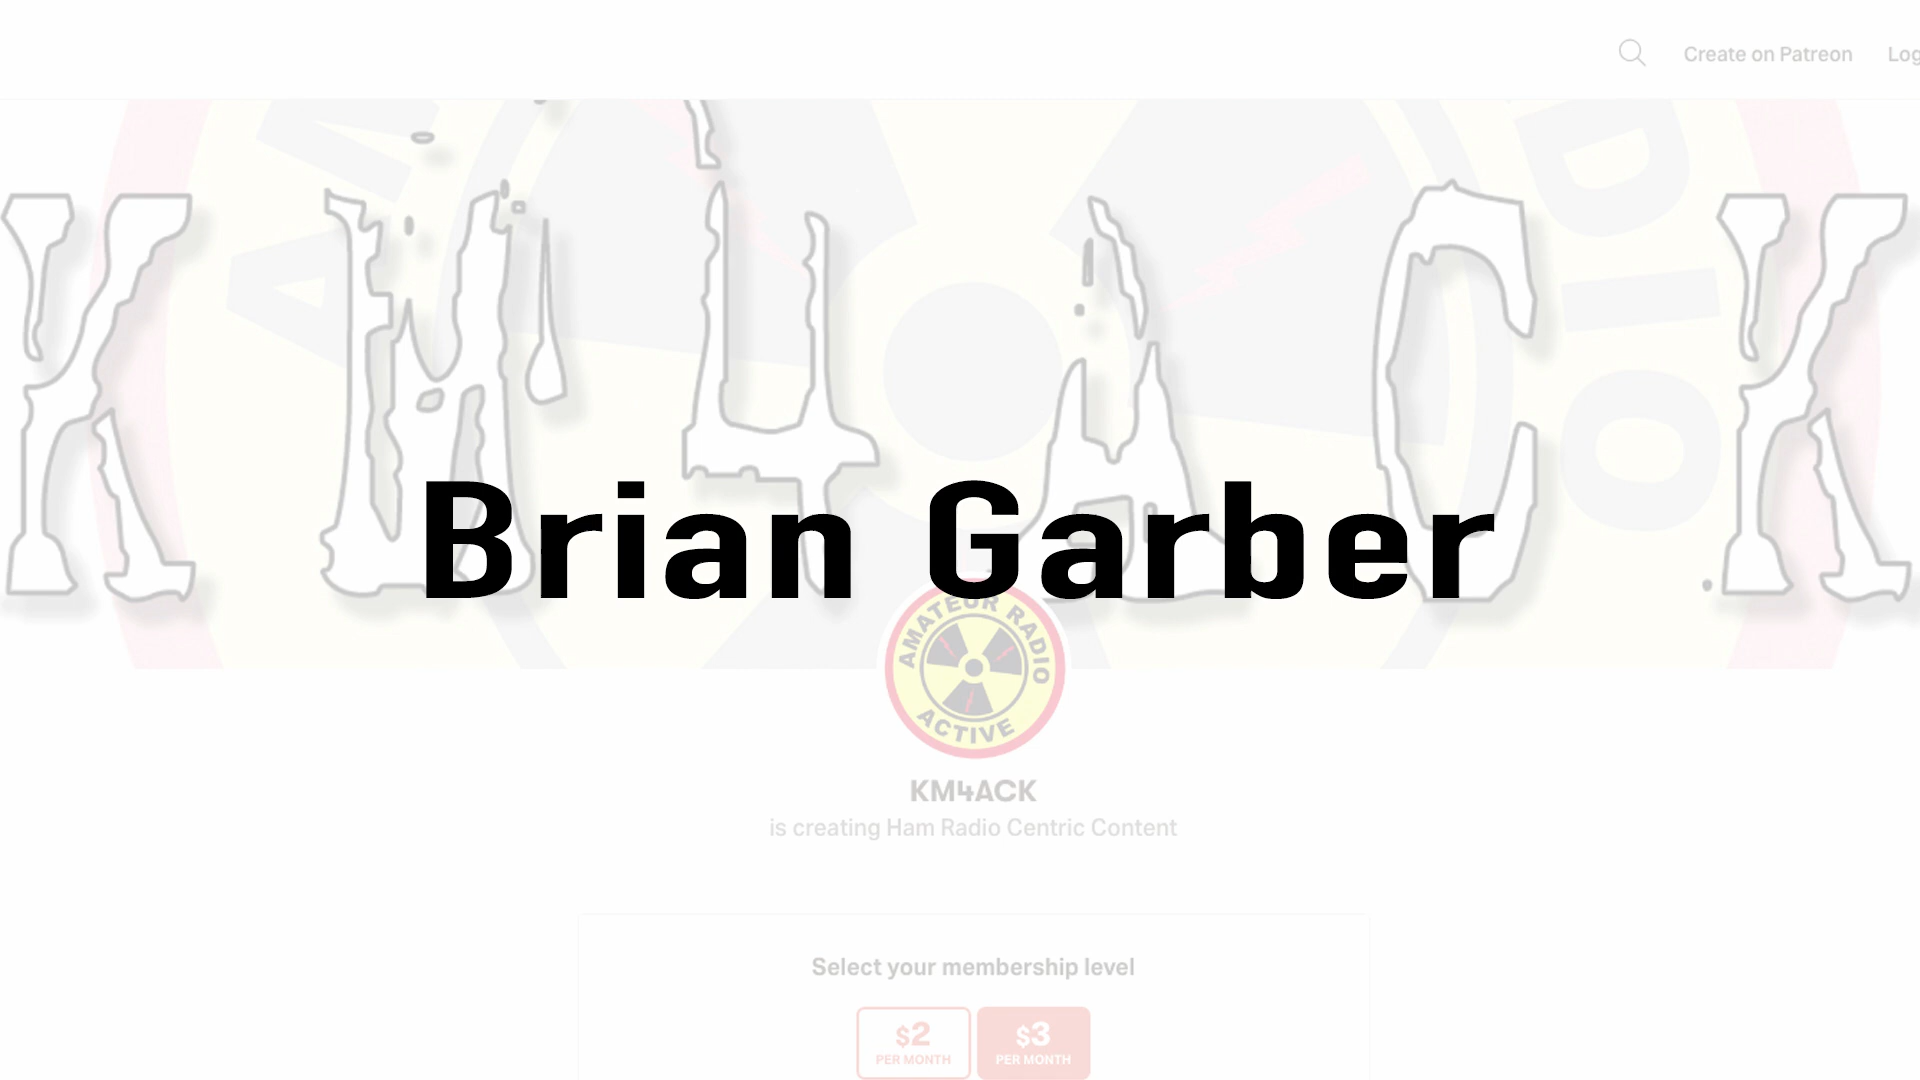 Create on Patreon
Log
KM4ACK
Brian Garber
AMATEUR RADIO
ACTIVE
KM4ACK
is creating Ham Radio Centric Content
Select your membership level
$2
PER MONTH
$3
PER MONTH